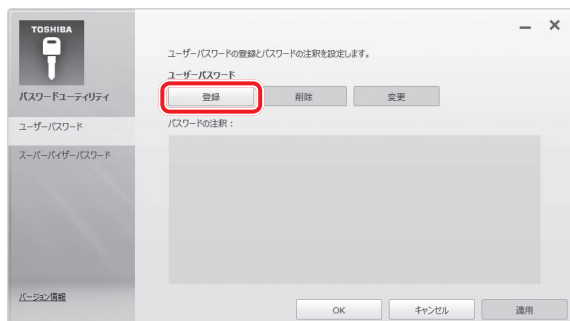 TOSHIBA
パスワードユーティリティ
ユーザーパスワード
スーパーバイザーパスワード
バージョン情報
ユーザーパスワードの登録とパスワードの注釈を設定します。
ユーザーパスワード
登録 削除 変更
パスワードの注釈：
OK キャンセル 適用